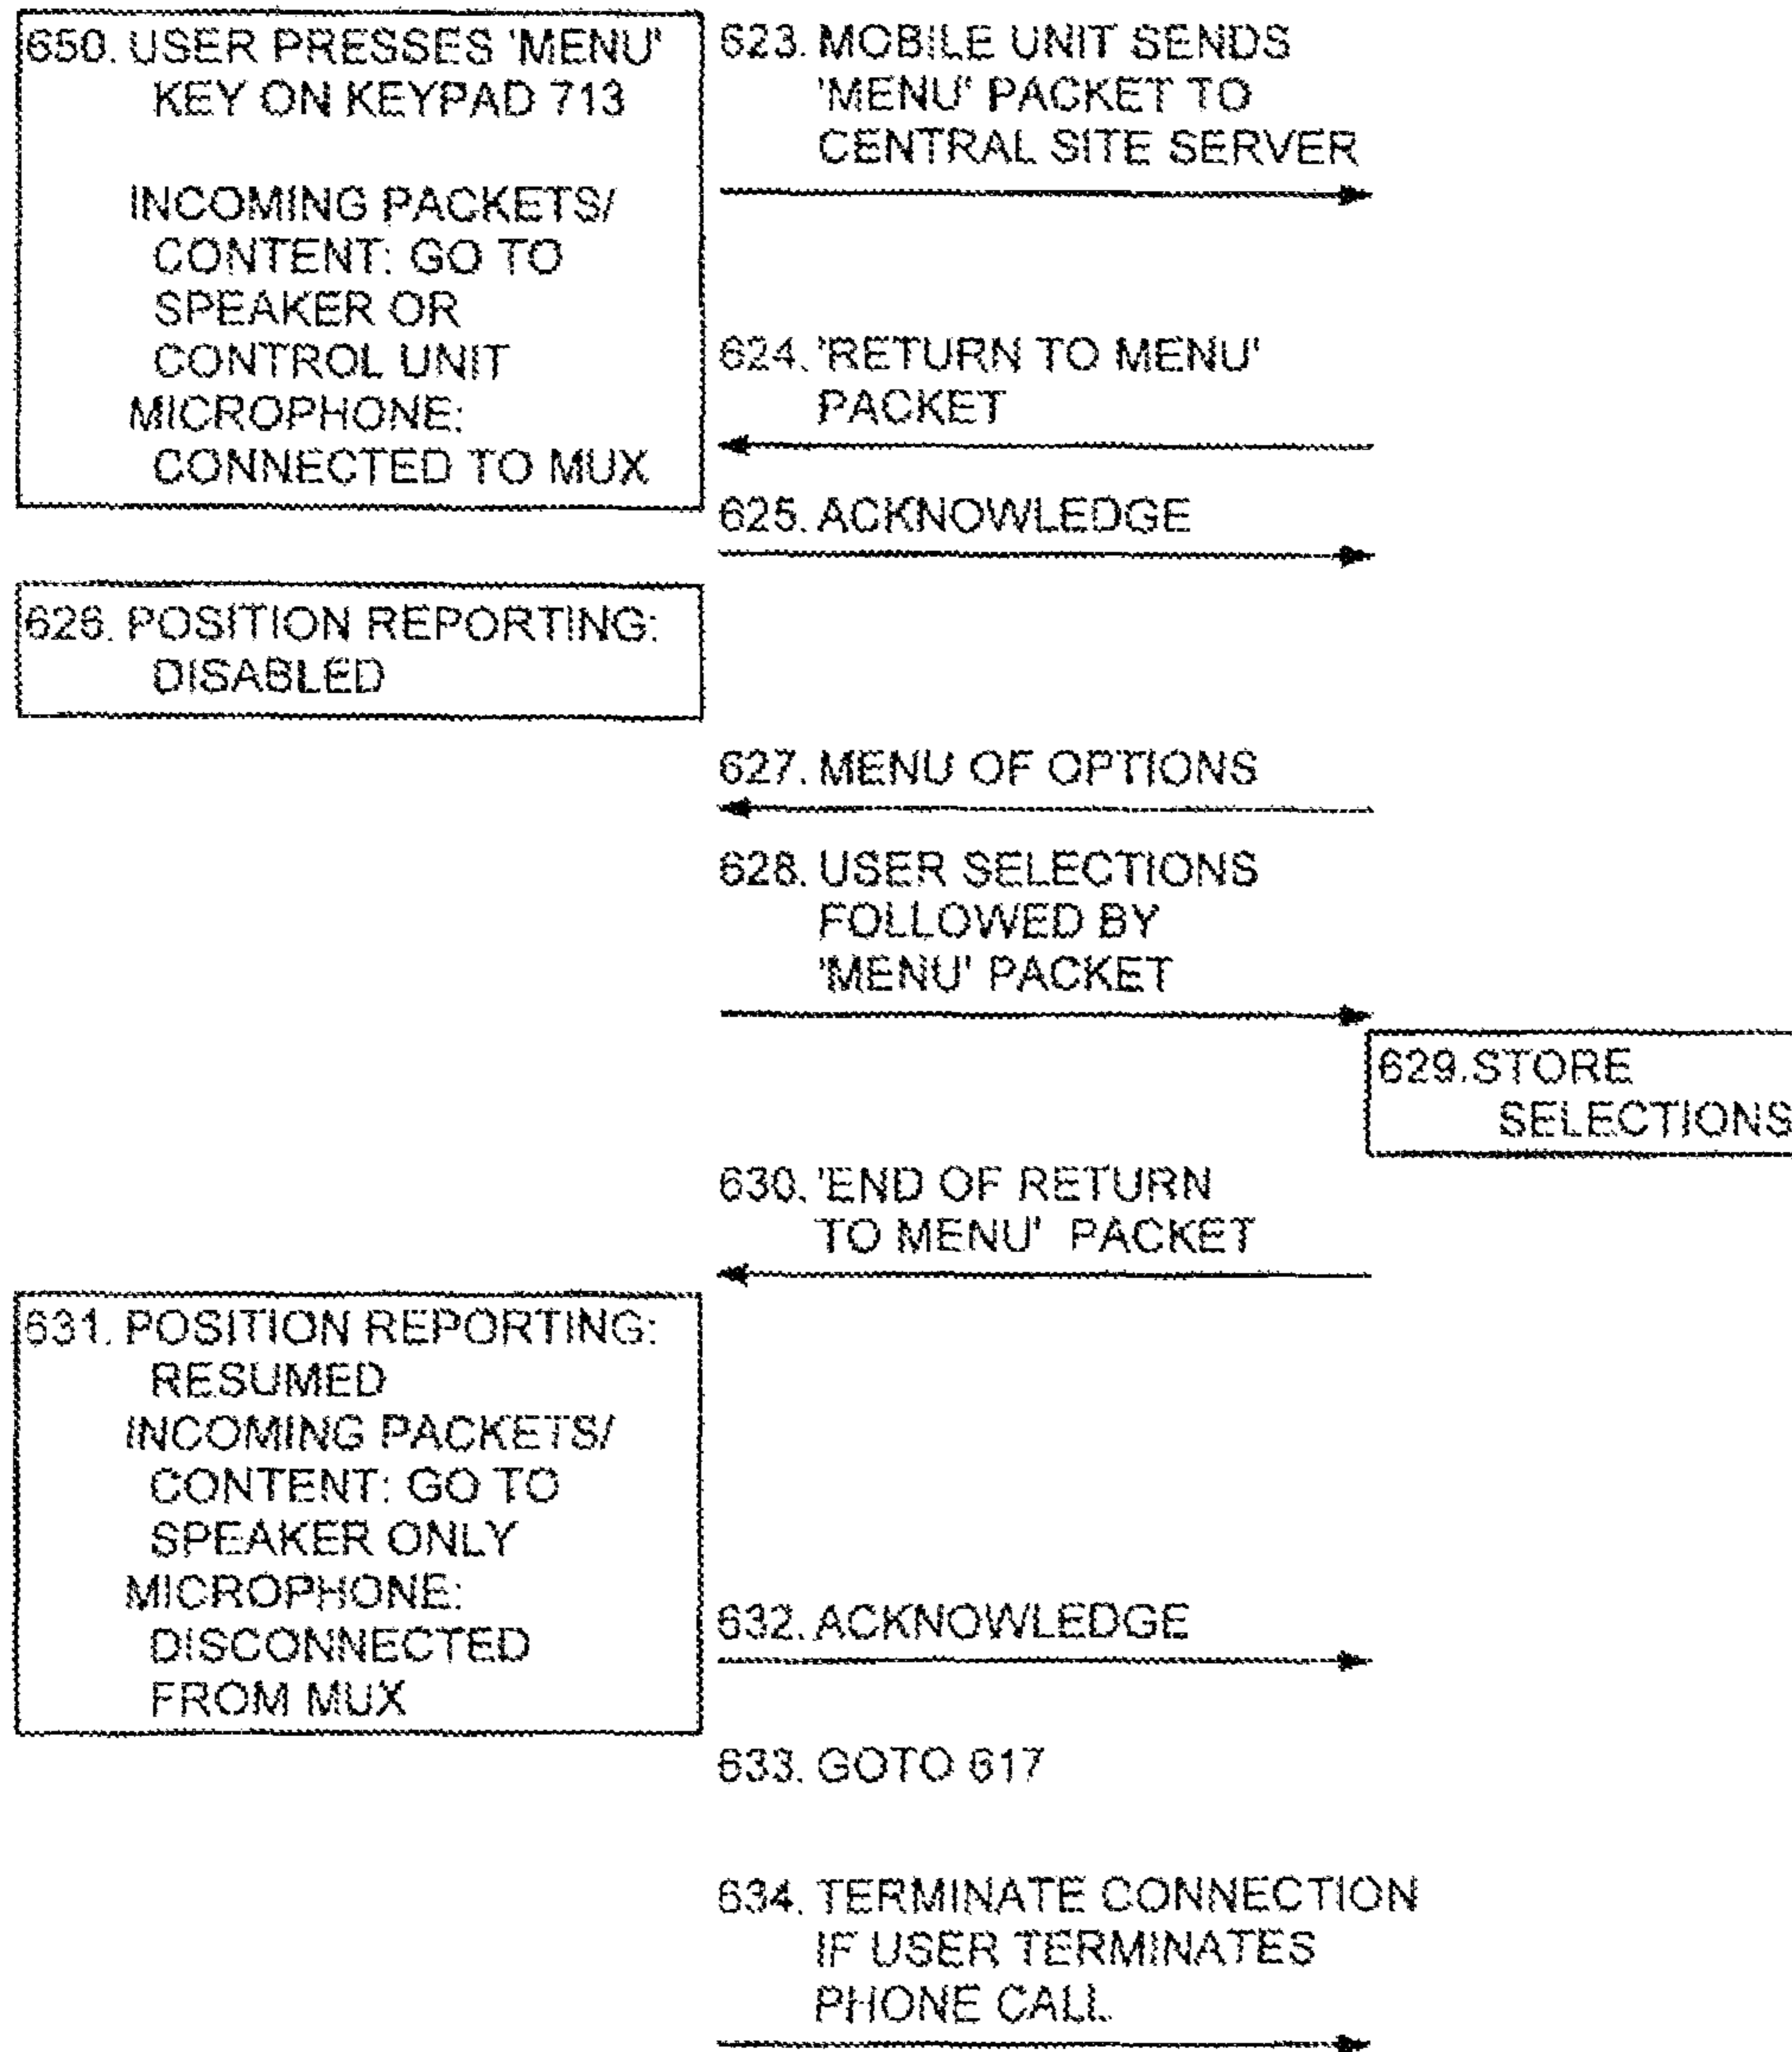 650. USER PRESSES 'MENU'
KEY ON KEYPAD 713
INCOMING PACKETS/
CONTENT: GO TO
SPEAKER OR
CONTROL UNIT
MICROPHONE:
CONNECTED TO MUX
623. MOBILE UNIT SENDS
'MENU' PACKET TO
CENTRAL SITE SERVER
624. 'RETURN TO MENU'
PACKET
625. ACKNOWLEDGE
626. POSITION REPORTING:
DISABLED
627. MENU OF OPTIONS
628. USER SELECTIONS
FOLLOWED BY
'MENU' PACKET
629. STORE
SELECTIONS
630. 'END OF RETURN
TO MENU' PACKET
631. POSITION REPORTING:
RESUMED
INCOMING PACKETS/
CONTENT: GO TO
SPEAKER ONLY
MICROPHONE:
DISCONNECTED
FROM MUX
632. ACKNOWLEDGE
633. GOTO 617
634. TERMINATE CONNECTION
IF USER TERMINATES
PHONE CALL